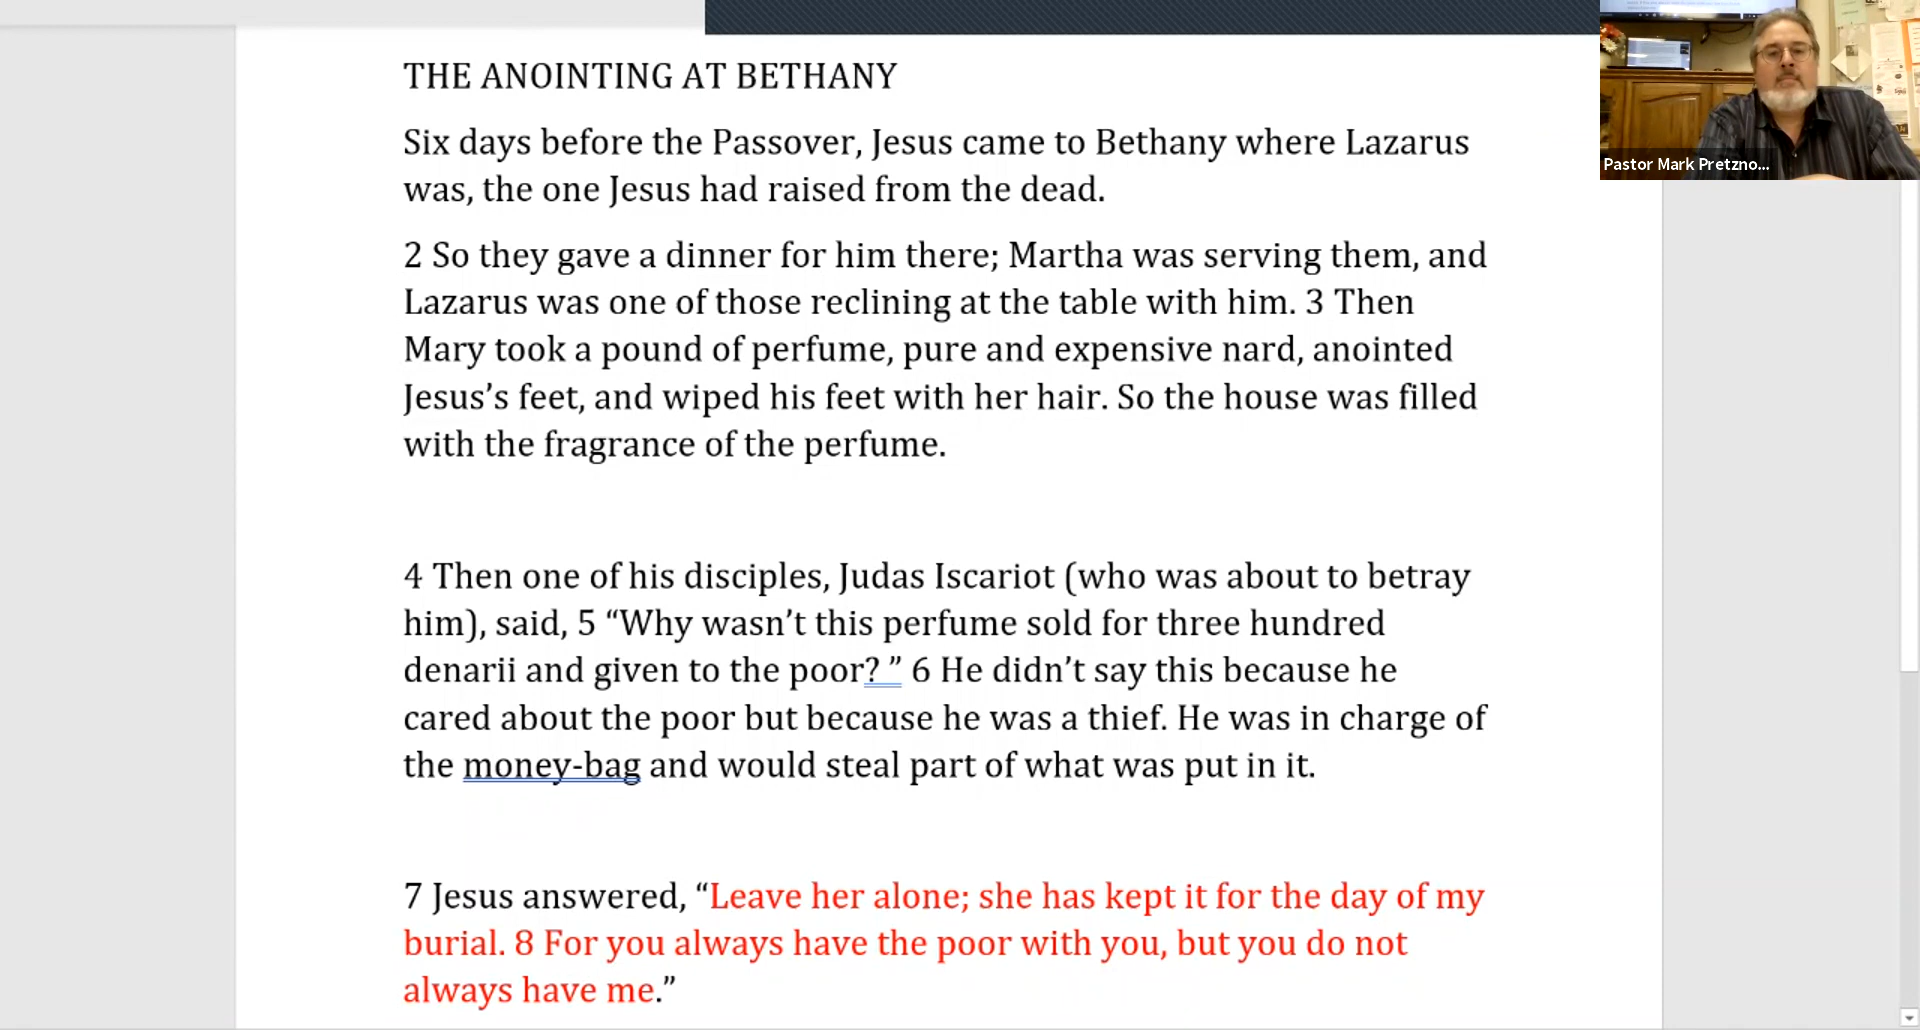 THE ANOINTING AT BETHANY
Six days before the Passover, Jesus came to Bethany where Lazarus
was, the one Jesus had raised from the dead.
2 So they gave a dinner for him there; Martha was serving them, and
Lazarus was one of those reclining at the table with him. 3 Then
Mary took a pound of perfume, pure and expensive nard, anointed
Jesus’s feet, and wiped his feet with her hair. So the house was filled
with the fragrance of the perfume.
4 Then one of his disciples, Judas Iscariot (who was about to betray
him), said, 5 “Why wasn’t this perfume sold for three hundred
denarii and given to the poor? ” 6 He didn’t say this because he
cared about the poor but because he was a thief. He was in charge of
the money-bag and would steal part of what was put in it.
7 Jesus answered, “Leave her alone; she has kept it for the day of my
burial. 8 For you always have the poor with you, but you do not
always have me.”
Pastor Mark Pretzno...